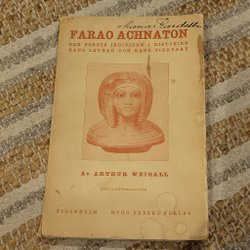 FARAO ACHNATON
DEN FÖRSTE INDIVIDEN I HISTORIEN
HANS LEVNAD OCH HANS TIDEVARV
AV ARTHUR WEIGALL
STOCKHOLM - HUGO GEBERS FÖRLAG